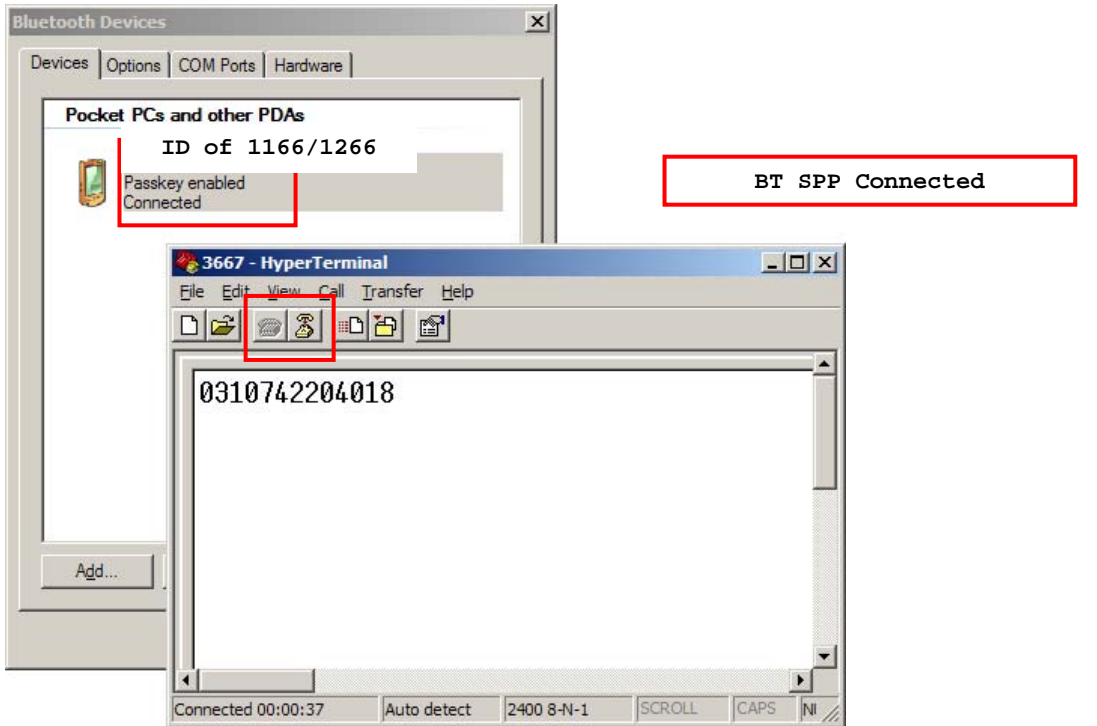 Bluetooth Devices
Devices Options COM Ports Hardware
Pocket PCs and other PDAs
ID of 1166/1266
Passkey enabled
Connected
BT SPP Connected
3667 - HyperTerminal
File Edit View Call Transfer Help
0310742204018
Add...
Connected 00:00:37 Auto detect 2400 8-N-1 SCROLL CAPS